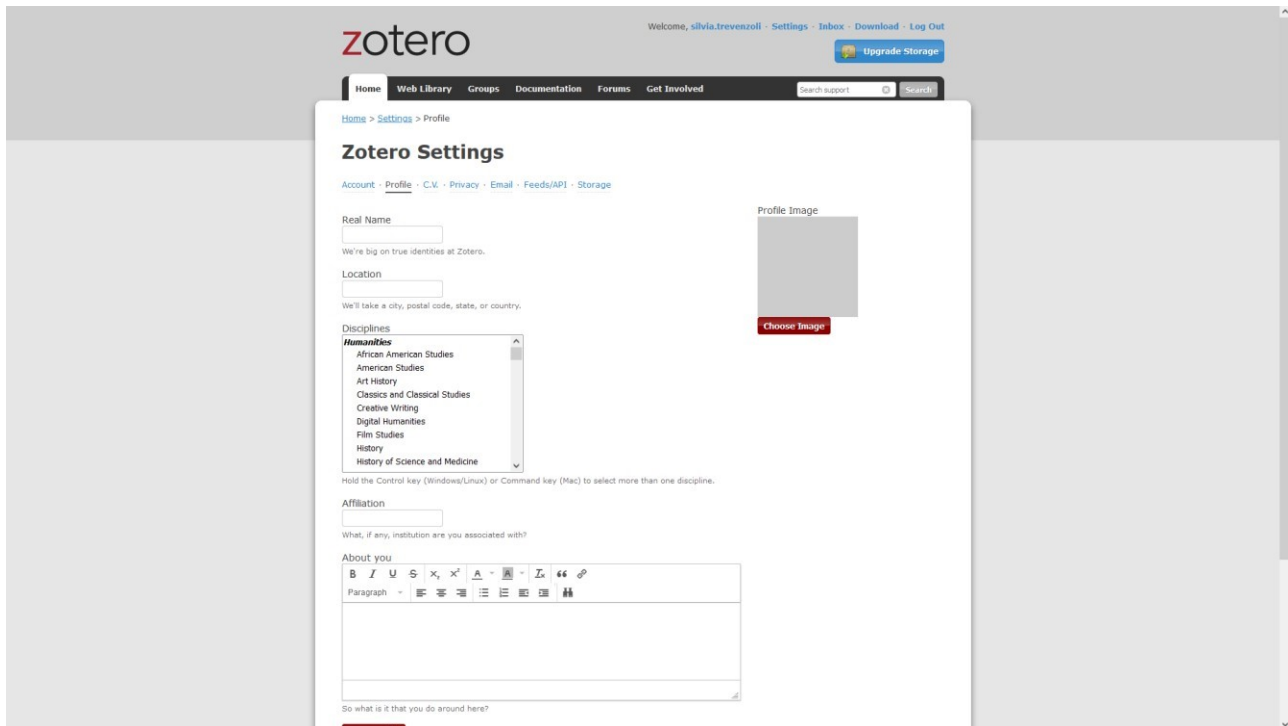 zotero
Welcome, silvia.trevenzoli · Settings · Inbox · Download · Log Out
Upgrade Storage
Home Web Library Groups Documentation Forums Get Involved
Search support Search
Home > Settings > Profile
Zotero Settings
Account · Profile · C.V. · Privacy · Email · Feeds/API · Storage
Profile Image
Choose Image
Real Name
We're big on true identities at Zotero.
Location
We'll take a city, postal code, state, or country.
Disciplines
Humanities
African American Studies
American Studies
Art History
Classics and Classical Studies
Creative Writing
Digital Humanities
Film Studies
History
History of Science and Medicine
Hold the Control key (Windows/Linux) or Command key (Mac) to select more than one discipline.
Affiliation
What, if any, institution are you associated with?
About you
B I U S x₂ x² A A Tx
Paragraph
So what is it that you do around here?